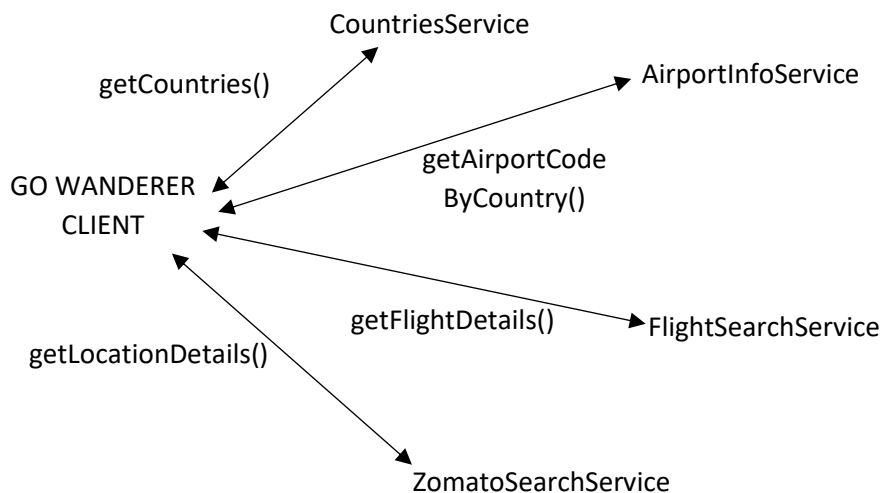 CountriesService
getCountries()
AirportInfoService
getAirportCode
ByCountry()
GO WANDERER
CLIENT
getFlightDetails()
FlightSearchService
getLocationDetails()
ZomatoSearchService